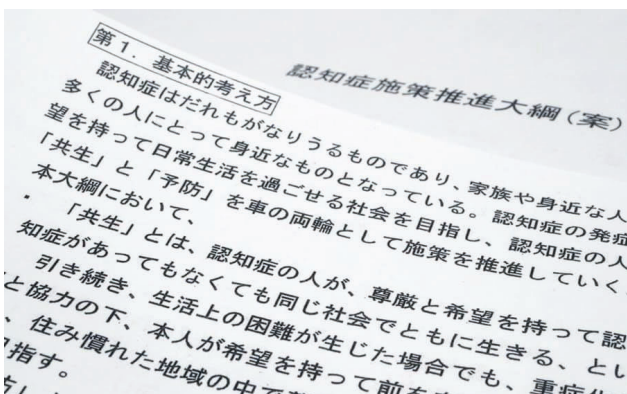 認知症施策推進大綱(案)
第1.基本的考え方
認知症はだれもがなりうるものであり、家族や身近な人
多くの人にとって身近なものとなっている。認知症の発症
望を持って日常生活を過ごせる社会を目指し、認知症の人
「共生」と「予防」を車の両輪として施策を推進していく
本大綱において、
・「共生」とは、認知症の人が、尊厳と希望を持って認
知症があってもなくても同じ社会でともに生きる、とい
引き続き、生活上の困難が生じた場合でも、重症化
と協力の下、本人が希望を持って前を
、住み慣れた地域の中で
指す。